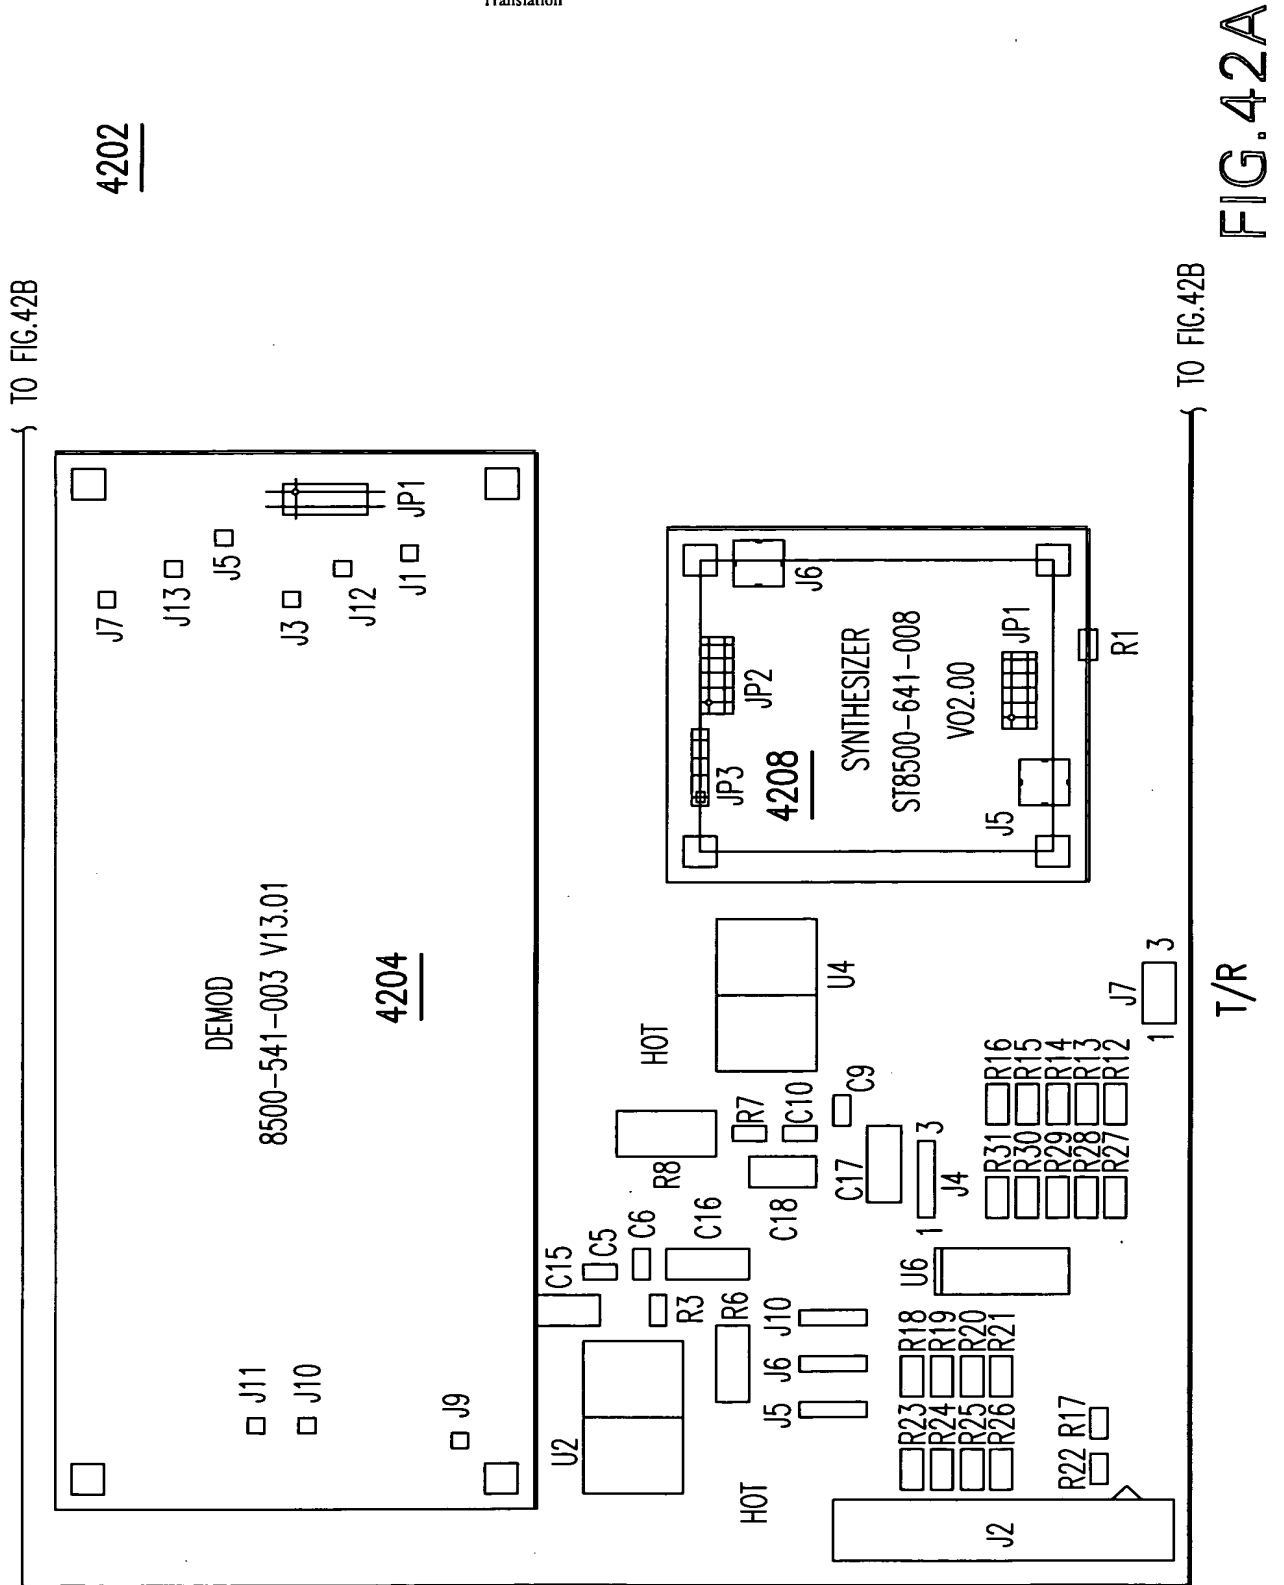 Translation
4202
TO FIG.42B
TO FIG.42B
FIG.42A
J7
J13
J5
J3
J12
J1
JP1
DEMOD
8500-541-003 V13.01
4204
J11
J10
J9
J6
JP2
JP3
4208
SYNTHESIZER
ST8500-641-008
V02.00
JP1
J5
R1
HOT
U4
R8
R7
C10
C9
C18
C17
C15
C5
C6
C16
R3
R6
U2
HOT
J5
J6
J10
1
J4
3
U6
R31
R30
R29
R28
R27
R16
R15
R14
R13
R12
1
J7
3
T/R
R23
R24
R25
R26
R18
R19
R20
R21
R22
R17
J2